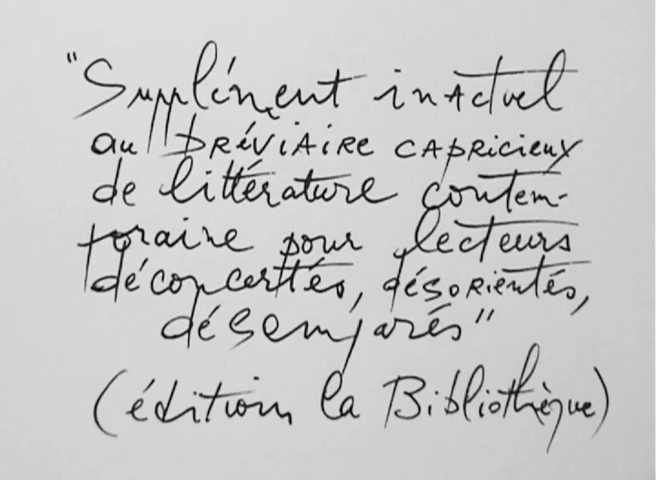 "Supplément inactuel
au bréviaire capricieux
de littérature contem-
poraine pour lecteurs
déconcertés, désorientés,
désemparés"
(édition la Bibliothèque)